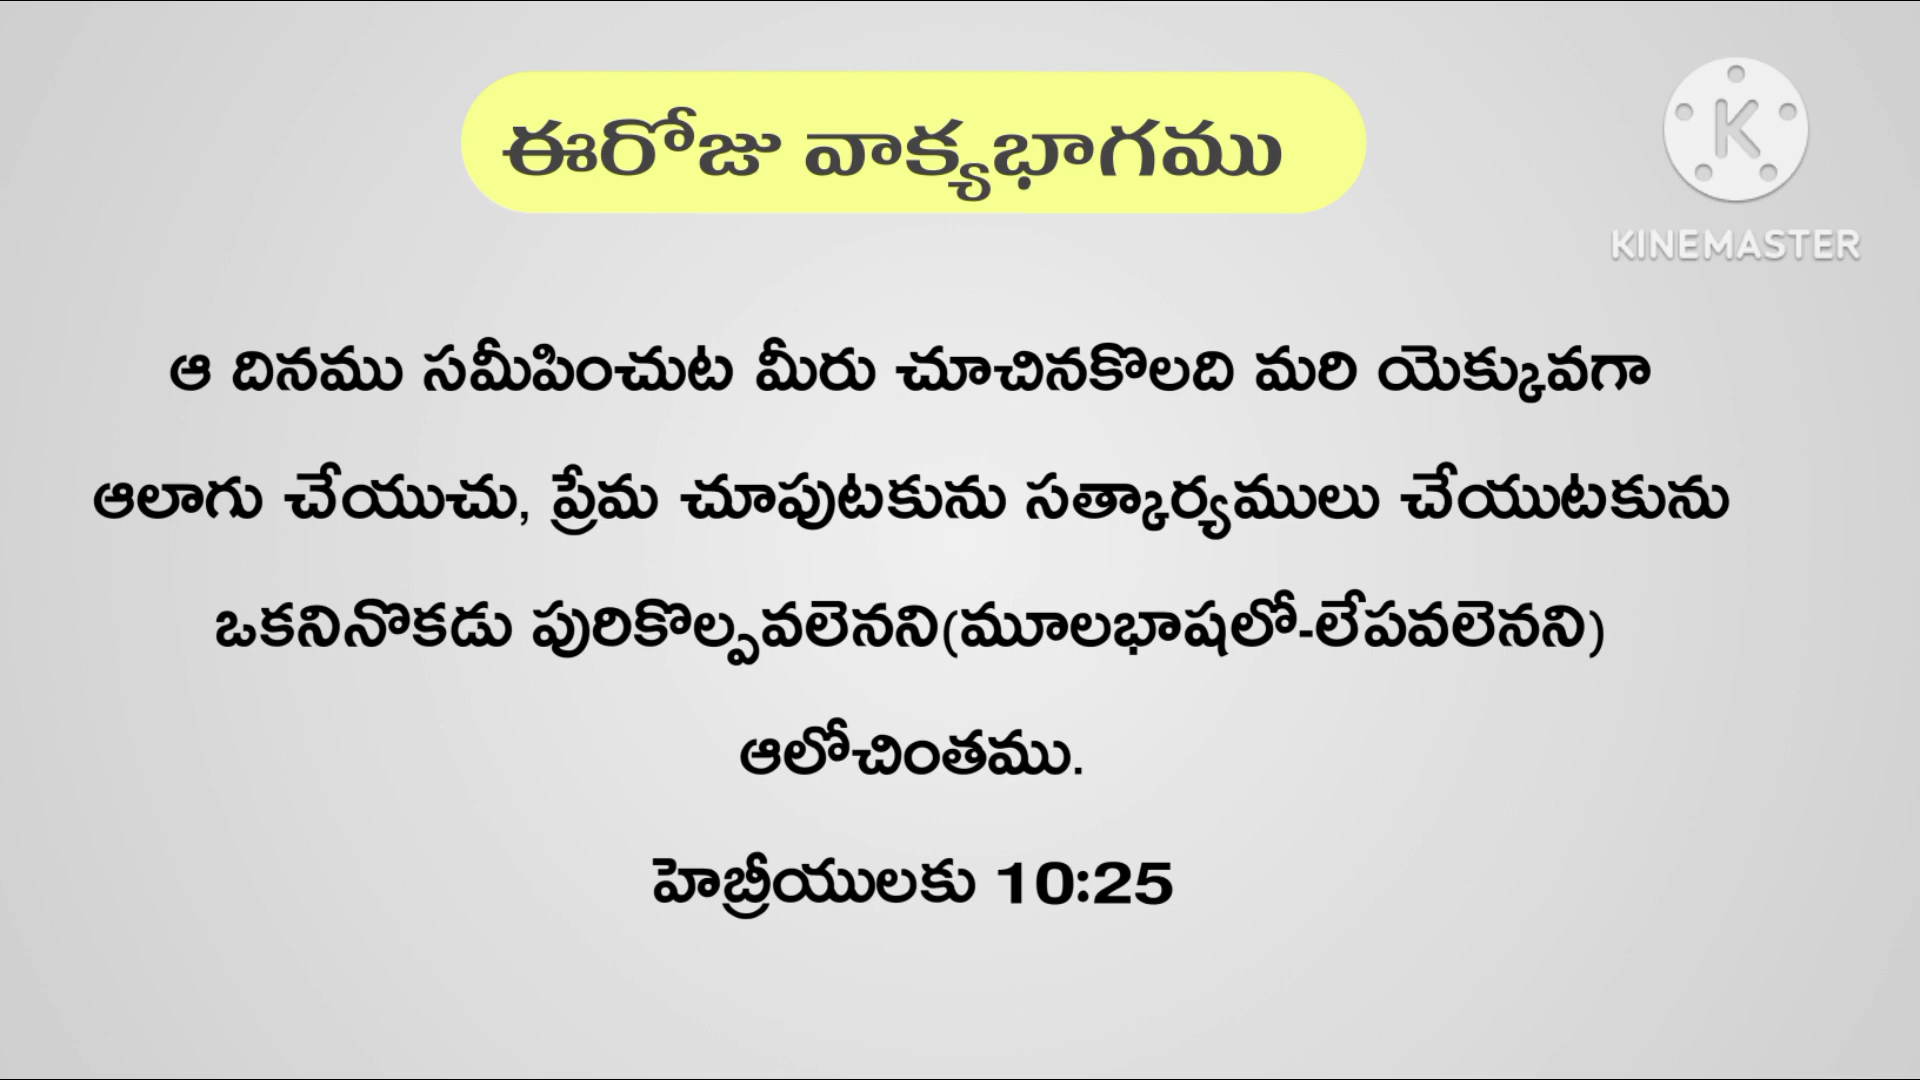 ఈరోజు వాక్యభాగము
K
KINEMASTER
ఆ దినము సమీపించుట మీరు చూచినకొలది మరి యెక్కువగా
ఆలాగు చేయుచు, ప్రేమ చూపుటకును సత్కార్యములు చేయుటకును
ఒకనినొకడు పురికొల్పవలెనని(మూలభాషలో-లేపవలెనని)
ఆలోచింతము.
హెబ్రీయులకు 10:25